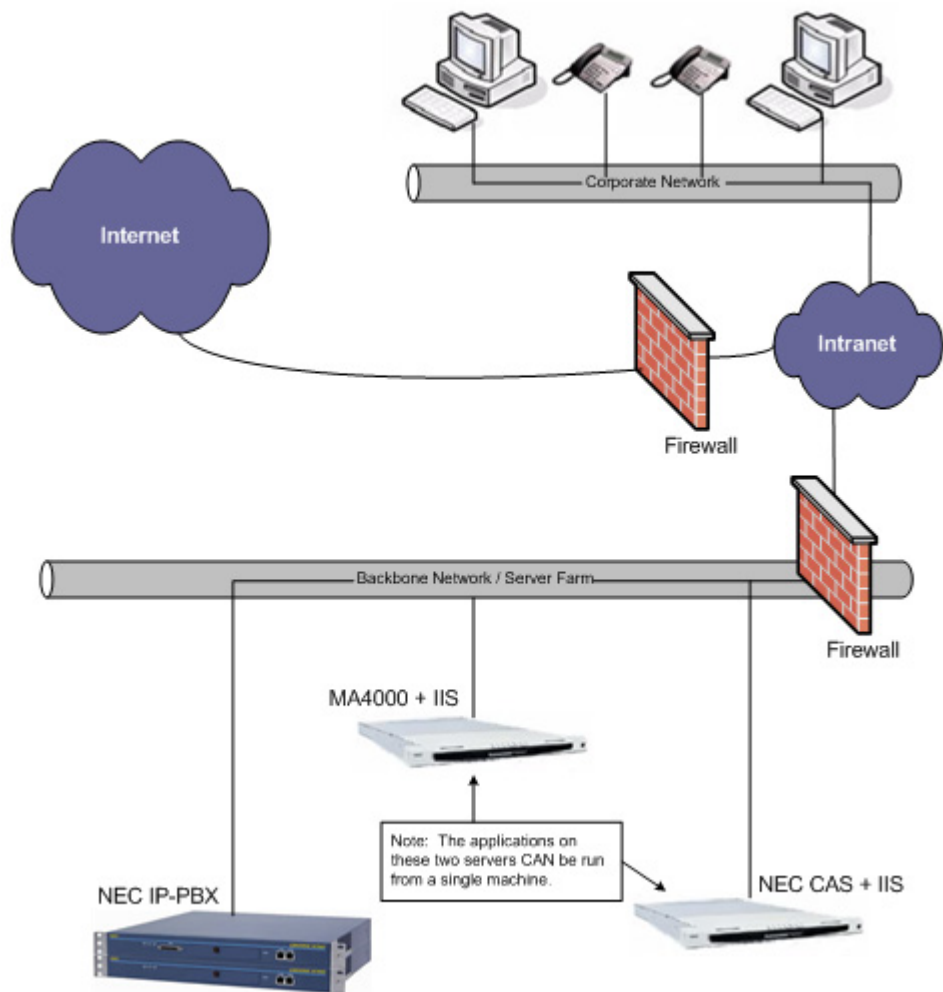 Corporate Network
Internet
Intranet
Firewall
Backbone Network / Server Farm
Firewall
MA4000 + IIS
Note: The applications on
these two servers CAN be run
from a single machine.
NEC IP-PBX
NEC CAS + IIS